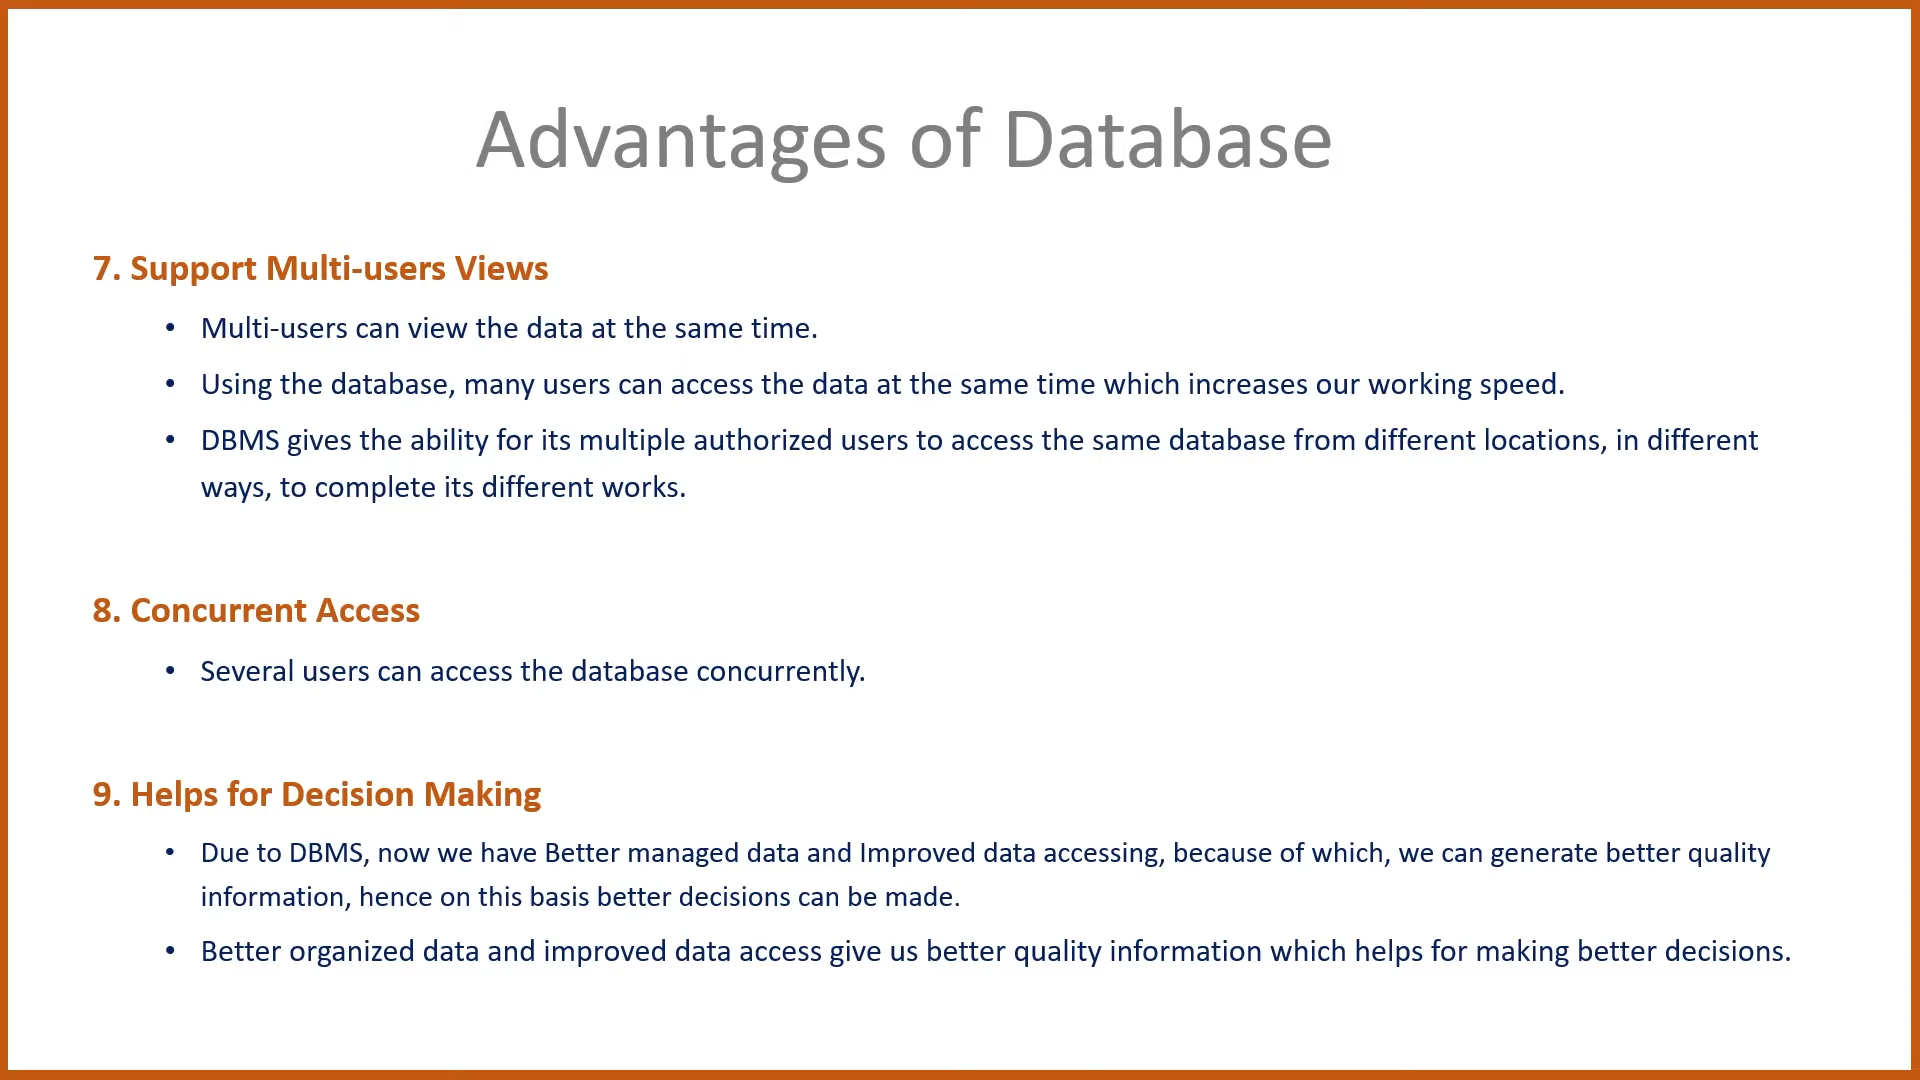 Advantages of Database
7. Support Multi-users Views
• Multi-users can view the data at the same time.
• Using the database, many users can access the data at the same time which increases our working speed.
• DBMS gives the ability for its multiple authorized users to access the same database from different locations, in different
ways, to complete its different works.
8. Concurrent Access
• Several users can access the database concurrently.
9. Helps for Decision Making
• Due to DBMS, now we have Better managed data and Improved data accessing, because of which, we can generate better quality
information, hence on this basis better decisions can be made.
• Better organized data and improved data access give us better quality information which helps for making better decisions.